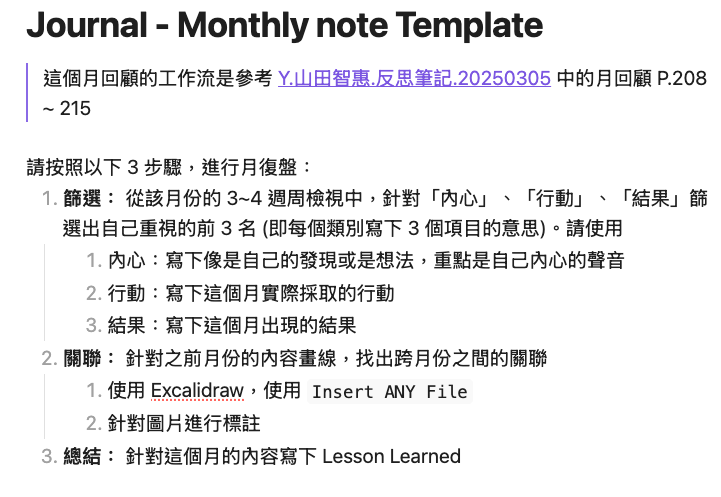 Journal - Monthly note Template
這個月回顧的工作流是參考 Y.山田智惠.反思筆記.20250305 中的月回顧 P.208
~ 215
請按照以下 3 步驟，進行月復盤：
1. 篩選： 從該月份的 3~4 週周檢視中，針對「內心」、「行動」、「結果」篩
選出自己重視的前 3 名 (即每個類別寫下 3 個項目的意思)。請使用
1. 內心：寫下像是自己的發現或是想法，重點是自己內心的聲音
2. 行動：寫下這個月實際採取的行動
3. 結果：寫下這個月出現的結果
2. 關聯： 針對之前月份的內容畫線，找出跨月份之間的關聯
1. 使用 Excalidraw，使用 Insert ANY File
2. 針對圖片進行標註
3. 總結： 針對這個月的內容寫下 Lesson Learned